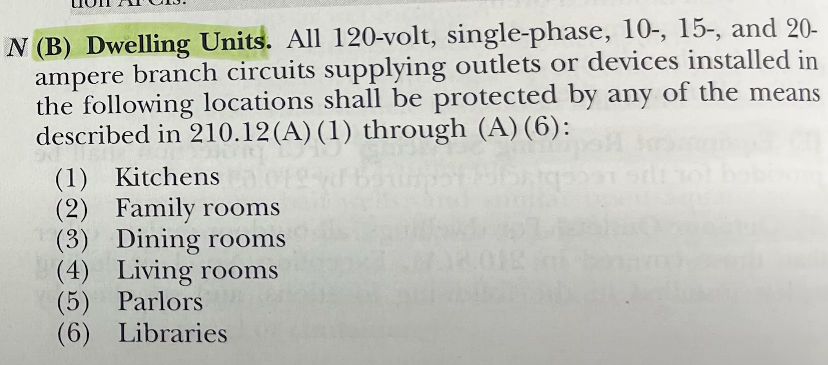 N (B) Dwelling Units. All 120-volt, single-phase, 10-, 15-, and 20-
ampere branch circuits supplying outlets or devices installed in
the following locations shall be protected by any of the means
described in 210.12(A)(1) through (A)(6):
(1) Kitchens
(2) Family rooms
(3) Dining rooms
(4) Living rooms
(5) Parlors
(6) Libraries